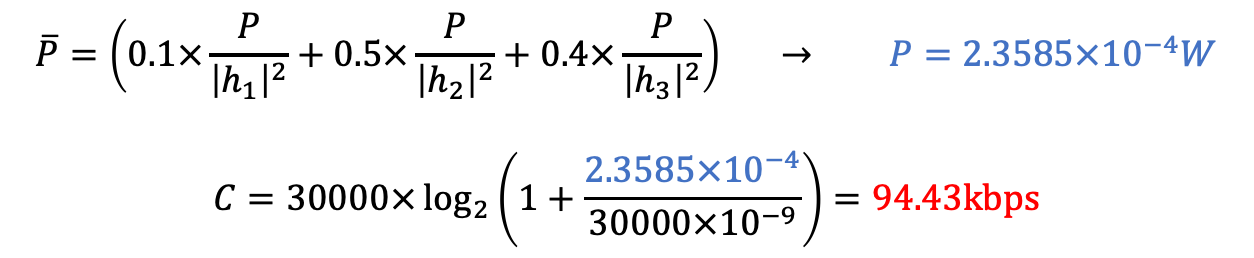 P̄ = (0.1× P/|h₁|² + 0.5× P/|h₂|² + 0.4× P/|h₃|²) → P = 2.3585×10⁻⁴W
C = 30000× log₂ (1 + 2.3585×10⁻⁴/30000×10⁻⁹) = 94.43kbps